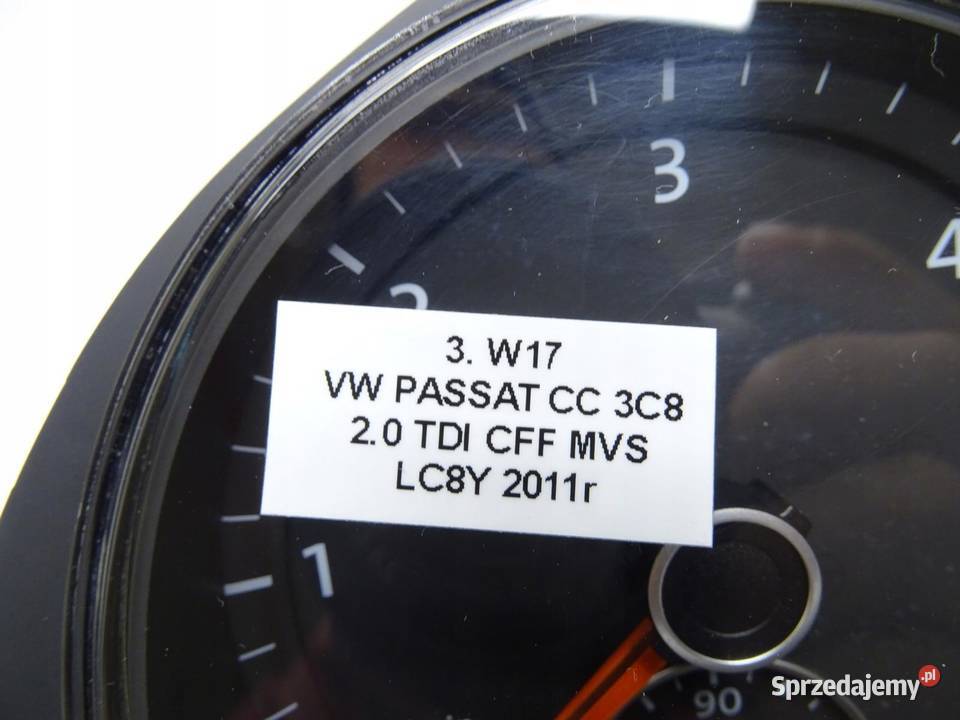 3
4
2
3. W17
VW PASSAT CC 3C8
2.0 TDI CFF MVS
LC8Y 2011r
1
90
Sprzedajemy.pl